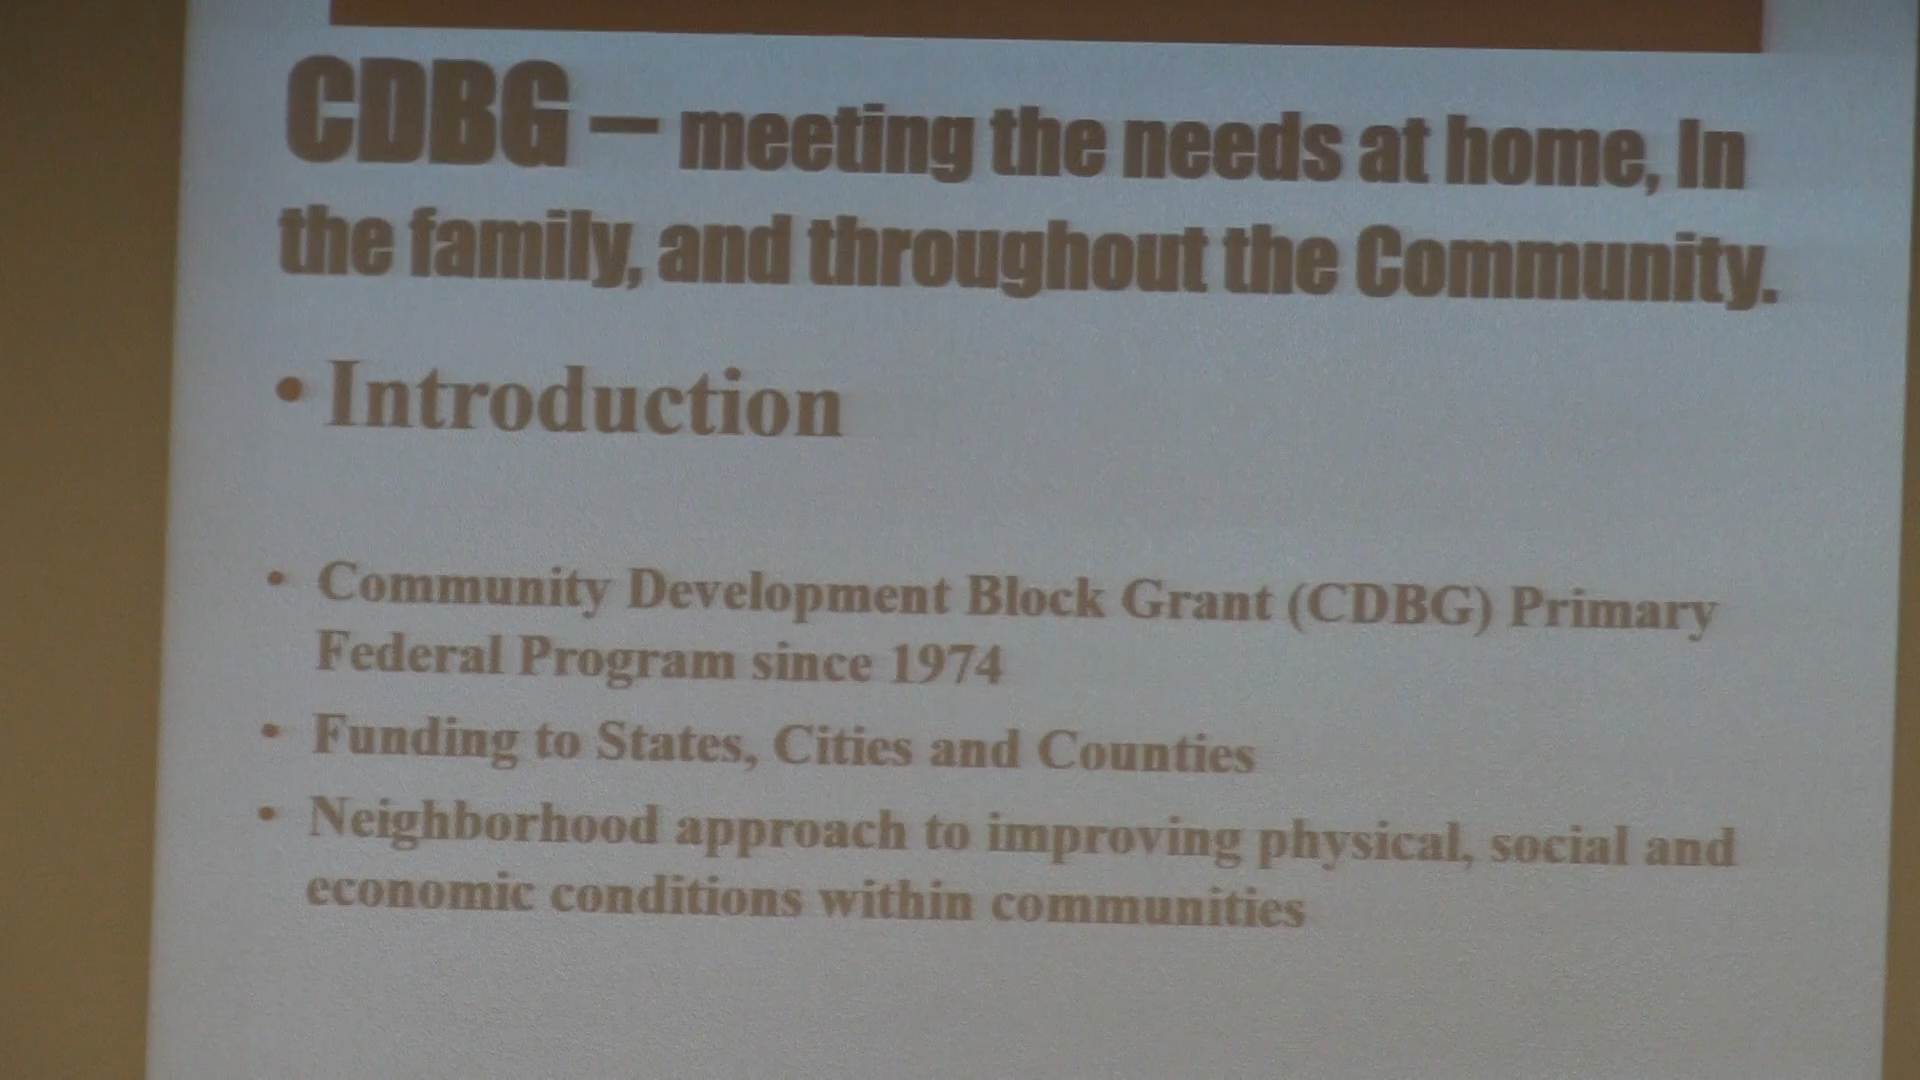 CDBG – meeting the needs at home, In
the family, and throughout the Community.
• Introduction
• Community Development Block Grant (CDBG) Primary
Federal Program since 1974
• Funding to States, Cities and Counties
• Neighborhood approach to improving physical, social and
economic conditions within communities